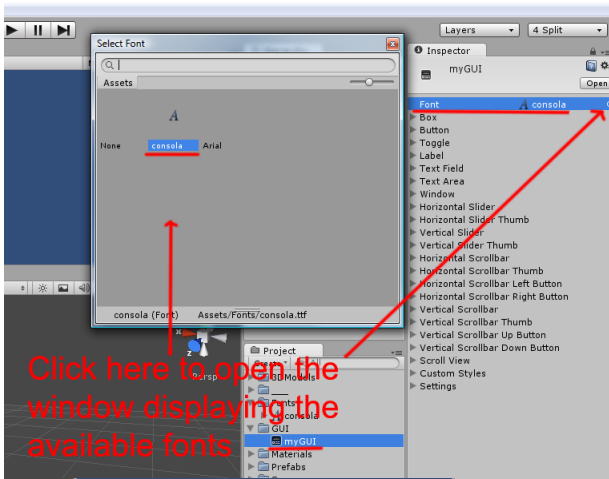 Layers
4 Split
Select Font
Inspector
myGUI
Open
Assets
Font
consola
Box
Button
Toggle
Label
Text Field
Text Area
Window
Horizontal Slider
Horizontal Slider Thumb
Vertical Slider
Vertical Slider Thumb
Horizontal Scrollbar
Horizontal Scrollbar Thumb
Horizontal Scrollbar Left Button
Horizontal Scrollbar Right Button
Vertical Scrollbar
Vertical Scrollbar Thumb
Vertical Scrollbar Up Button
Vertical Scrollbar Down Button
Scroll View
Custom Styles
Settings
None
consola
Arial
consola (Font)
Assets/Fonts/consola.ttf
x
z
Persp
Click here to open the
window displaying the
available fonts
Project
Create
All
3D Models
___
Fonts
consola
GUI
myGUI
Materials
Prefabs